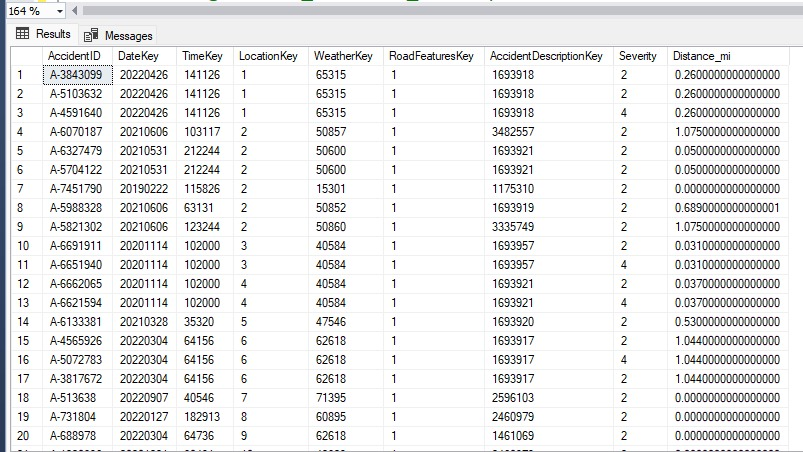 164 %
Results Messages
AccidentID DateKey TimeKey LocationKey WeatherKey RoadFeaturesKey AccidentDescriptionKey Severity Distance_mi
1 A-3843099 20220426 141126 1 65315 1 1693918 2 0.2600000000000000
2 A-5103632 20220426 141126 1 65315 1 1693918 2 0.2600000000000000
3 A-4591640 20220426 141126 1 65315 1 1693918 4 0.2600000000000000
4 A-6070187 20210606 103117 2 50857 1 3482557 2 1.0750000000000000
5 A-6327479 20210531 212244 2 50600 1 1693921 2 0.0500000000000000
6 A-5704122 20210531 212244 2 50600 1 1693921 2 0.0500000000000000
7 A-7451790 20190222 115826 2 15301 1 1175310 2 0.0000000000000000
8 A-5988328 20210606 63131 2 50852 1 1693919 2 0.6890000000000001
9 A-5821302 20210606 123244 2 50860 1 3335749 2 1.0750000000000000
10 A-6691911 20201114 102000 3 40584 1 1693957 2 0.0310000000000000
11 A-6651940 20201114 102000 3 40584 1 1693957 4 0.0310000000000000
12 A-6662065 20201114 102000 4 40584 1 1693921 2 0.0370000000000000
13 A-6621594 20201114 102000 4 40584 1 1693921 4 0.0370000000000000
14 A-6133381 20210328 35320 5 47546 1 1693920 2 0.5300000000000000
15 A-4565926 20220304 64156 6 62618 1 1693917 2 1.0440000000000000
16 A-5072783 20220304 64156 6 62618 1 1693917 4 1.0440000000000000
17 A-3817672 20220304 64156 6 62618 1 1693917 2 1.0440000000000000
18 A-513638 20220907 40546 7 71395 1 2596103 2 0.0000000000000000
19 A-731804 20220127 182913 8 60895 1 2460979 2 0.0000000000000000
20 A-688978 20220304 64736 9 62618 1 1461069 2 0.0000000000000000